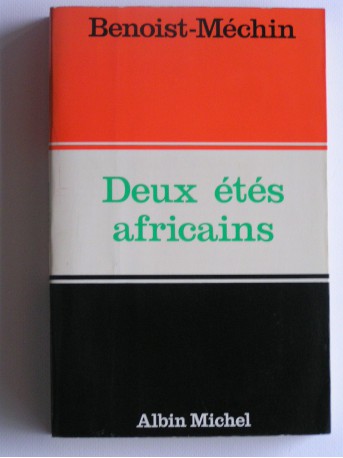 Benoist-Méchin
Deux étés
africains
Albin Michel